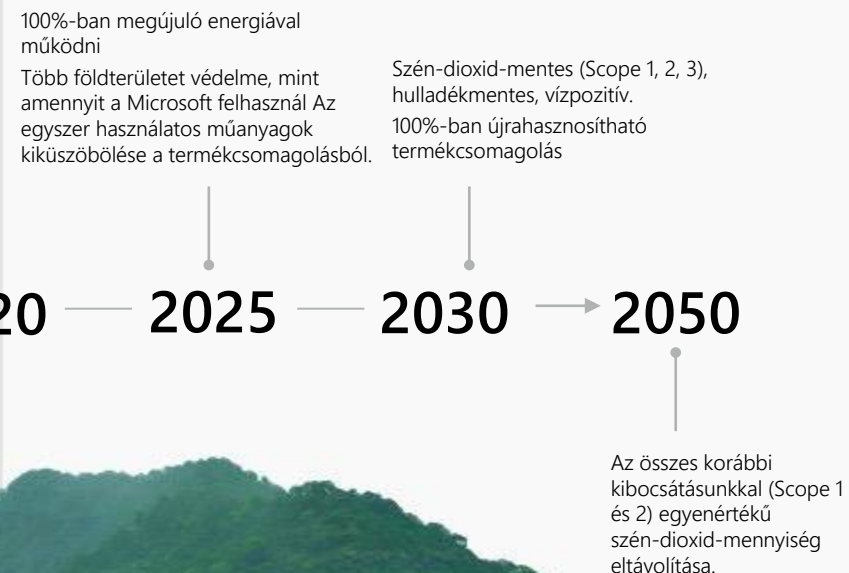 100%-ban megújuló energiával
működni
Több földterületet védelme, mint
amennyit a Microsoft felhasznál Az
egyszer használatos műanyagok
kiküszöbölése a termékcsomagolásból.
Szén-dioxid-mentes (Scope 1, 2, 3),
hulladékmentes, vízpozitív.
100%-ban újrahasznosítható
termékcsomagolás
20
2025
2030
2050
Az összes korábbi
kibocsátásunkkal (Scope 1
és 2) egyenértékű
szén-dioxid-mennyiség
eltávolítása.